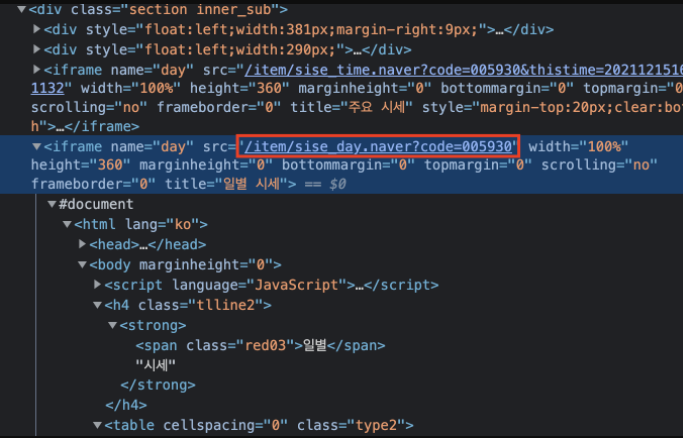 ▼<div class="section inner_sub">
▶<div style="float:left;width:381px;margin-right:9px;">…</div>
▶<div style="float:left;width:290px;">…</div>
▶<iframe name="day" src="/item/sise_time.naver?code=005930&thistime=2021121516
1132" width="100%" height="360" marginheight="0" bottommargin="0" topmargin="0"
scrolling="no" frameborder="0" title="주요 시세" style="margin-top:20px;clear:bot
h">…</iframe>
▼<iframe name="day" src="/item/sise_day.naver?code=005930" width="100%"
height="360" marginheight="0" bottommargin="0" topmargin="0" scrolling="no"
frameborder="0" title="일별 시세"> == $0
▼#document
▼<html lang="ko">
▶<head>…</head>
▼<body marginheight="0">
▶<script language="JavaScript">…</script>
▼<h4 class="tlline2">
▼<strong>
<span class="red03">일별</span>
"시세"
</strong>
</h4>
▼<table cellspacing="0" class="type2">